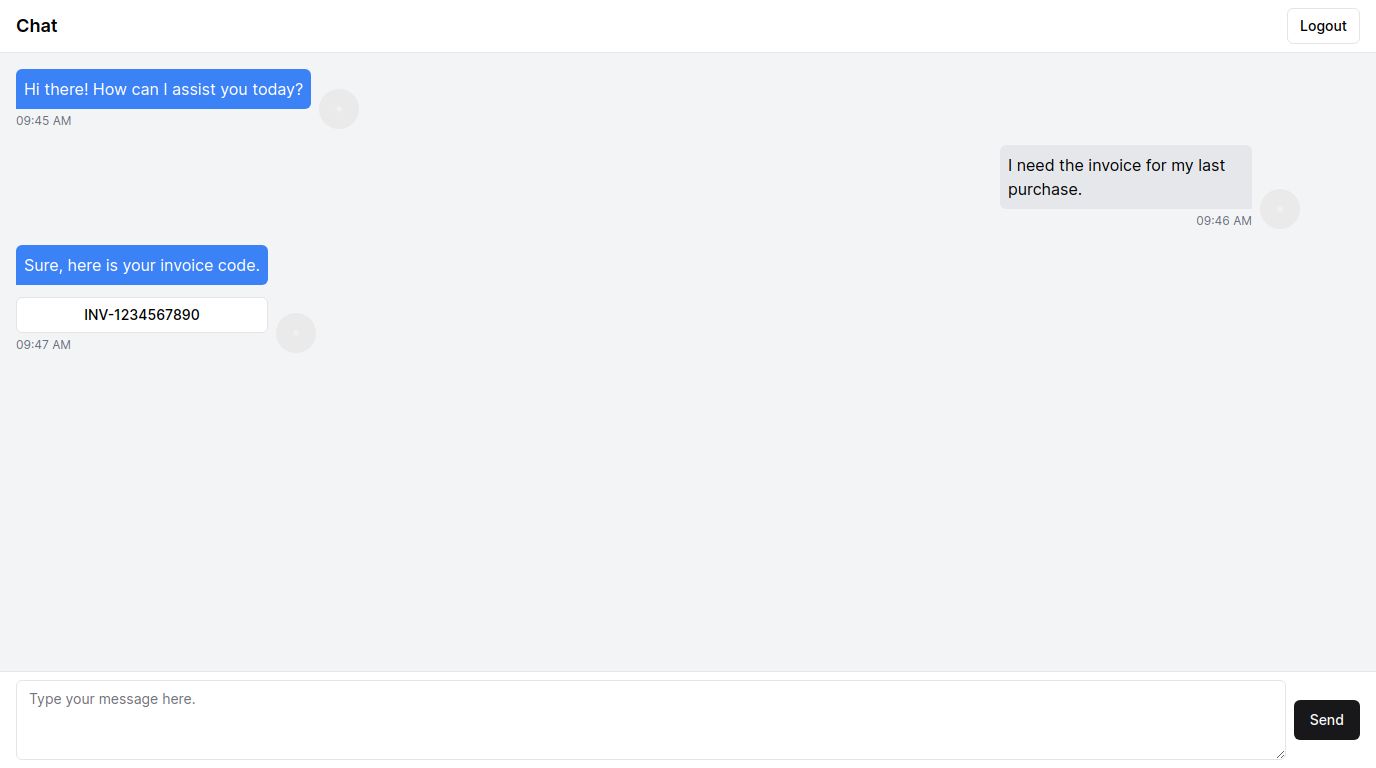 Chat
Logout
Hi there! How can I assist you today?
09:45 AM
I need the invoice for my last
purchase.
09:46 AM
Sure, here is your invoice code.
INV-1234567890
09:47 AM
Type your message here.
Send